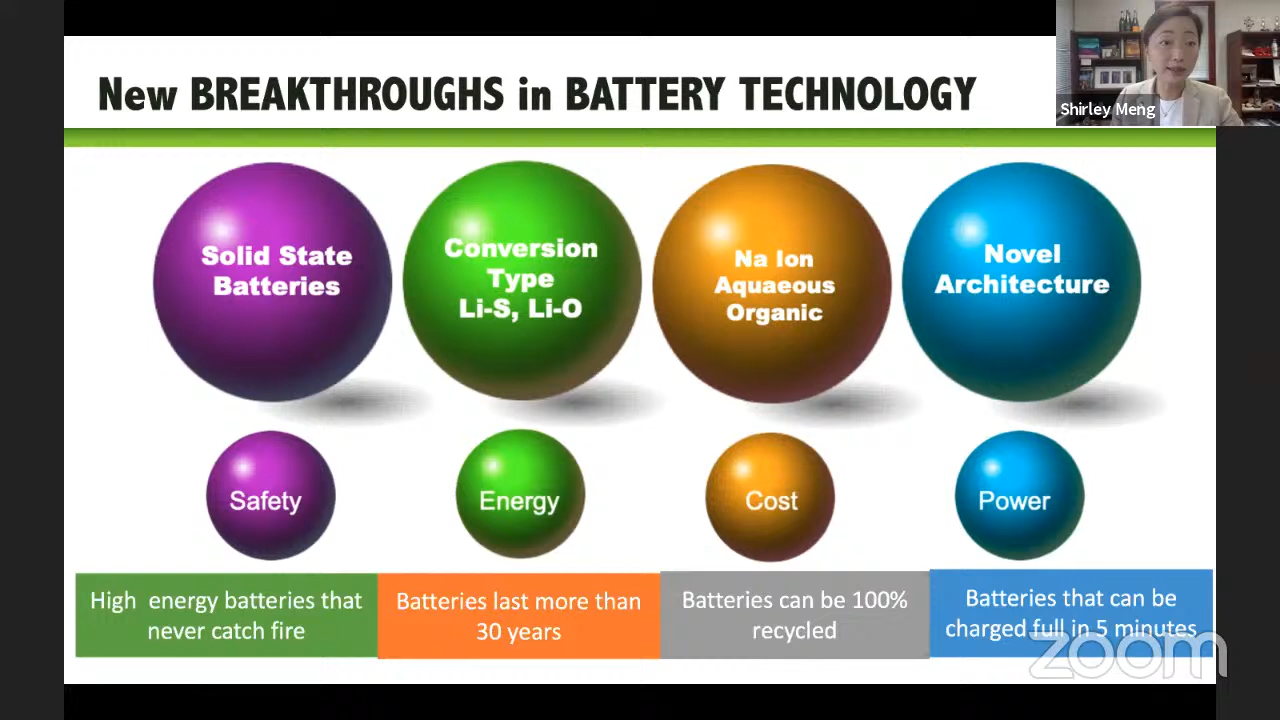 New BREAKTHROUGHS in BATTERY TECHNOLOGY
Shirley Meng
Solid State
Batteries
Conversion
Type
Li-S, Li-O
Na Ion
Aquaeous
Organic
Novel
Architecture
Safety
Energy
Cost
Power
High energy batteries that
never catch fire
Batteries last more than
30 years
Batteries can be 100%
recycled
Batteries that can be
charged full in 5 minutes
zoom